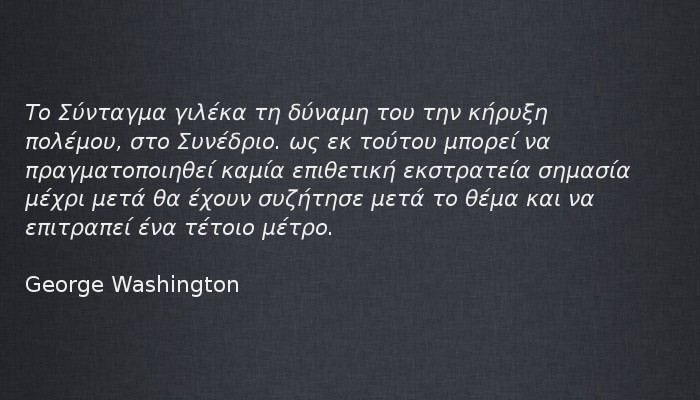 Το Σύνταγμα γιλέκα τη δύναμη του την κήρυξη
πολέμου, στο Συνέδριο. ως εκ τούτου μπορεί να
πραγματοποιηθεί καμία επιθετική εκστρατεία σημασία
μέχρι μετά θα έχουν συζήτησε μετά το θέμα και να
επιτραπεί ένα τέτοιο μέτρο.
George Washington